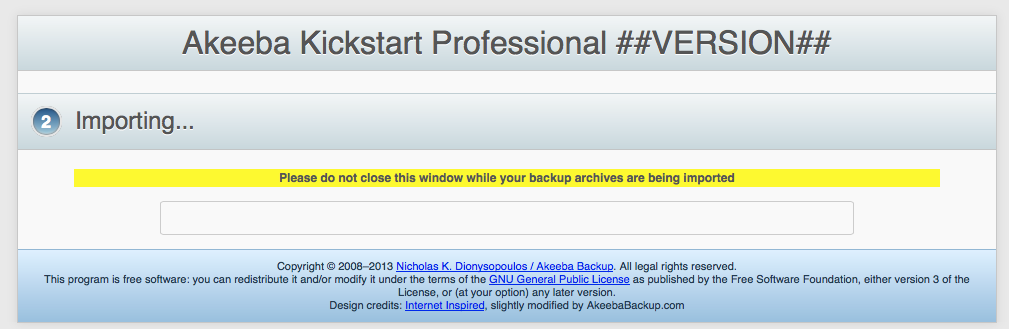 Akeeba Kickstart Professional ##VERSION##
2 Importing...
Please do not close this window while your backup archives are being imported
Copyright © 2008–2013 Nicholas K. Dionysopoulos / Akeeba Backup. All legal rights reserved.
This program is free software: you can redistribute it and/or modify it under the terms of the GNU General Public License as published by the Free Software Foundation, either version 3 of the
License, or (at your option) any later version.
Design credits: Internet Inspired, slightly modified by AkeebaBackup.com